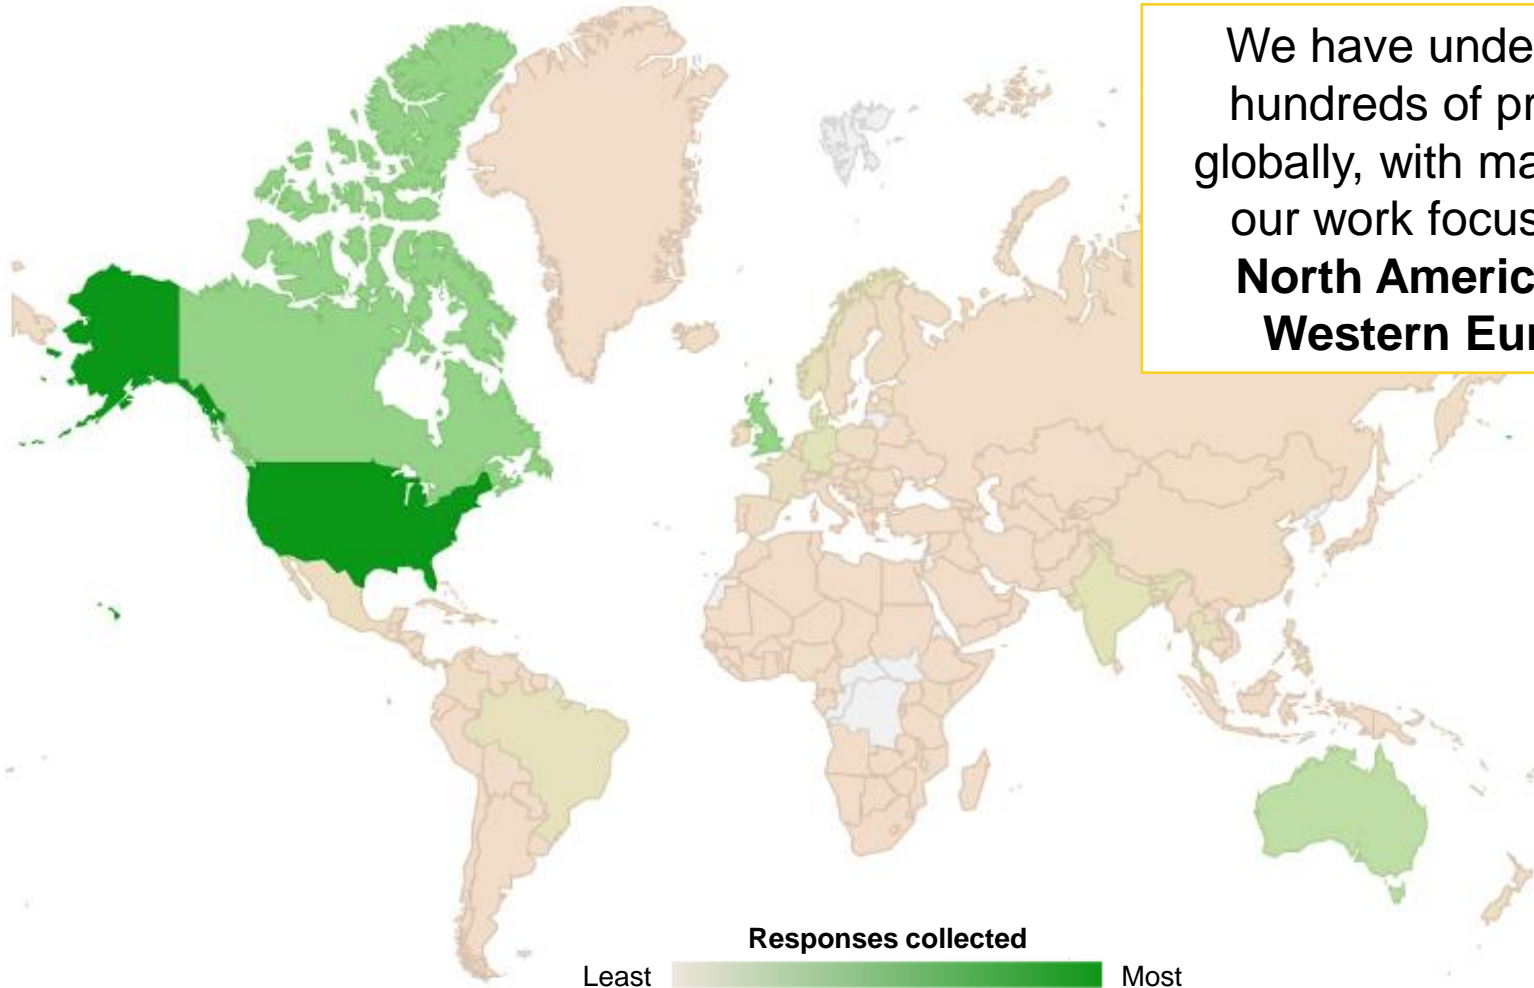 We have unde
hundreds of pr
globally, with ma
our work focus
North Americ
Western Eur
Responses collected
Least
Most